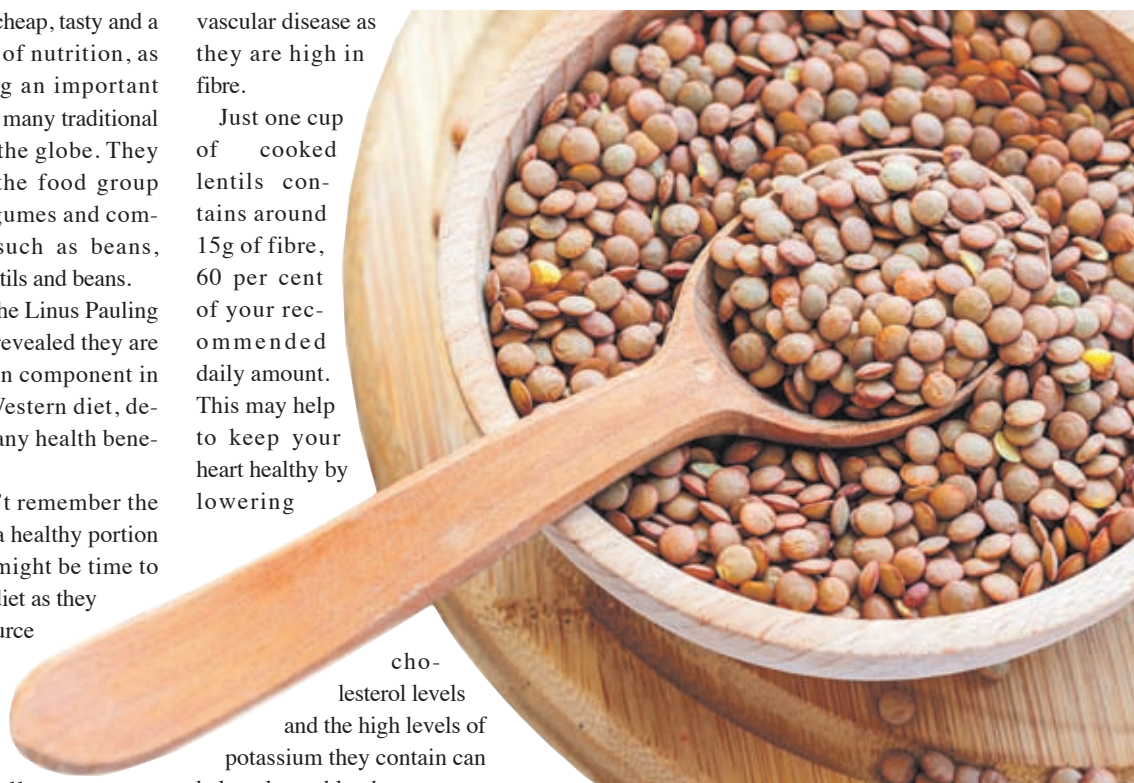 cheap, tasty and a
of nutrition, as
g an important
many traditional
the globe. They
the food group
gumes and com-
such as beans,
tils and beans.
he Linus Pauling
revealed they are
n component in
Western diet, de-
any health bene-
't remember the
a healthy portion
might be time to
diet as they
urce
vascular disease as
they are high in
fibre.
Just one cup
of cooked
lentils con-
tains around
15g of fibre,
60 per cent
of your rec-
ommended
daily amount.
This may help
to keep your
heart healthy by
lowering
cho-
lesterol levels
and the high levels of
potassium they contain can